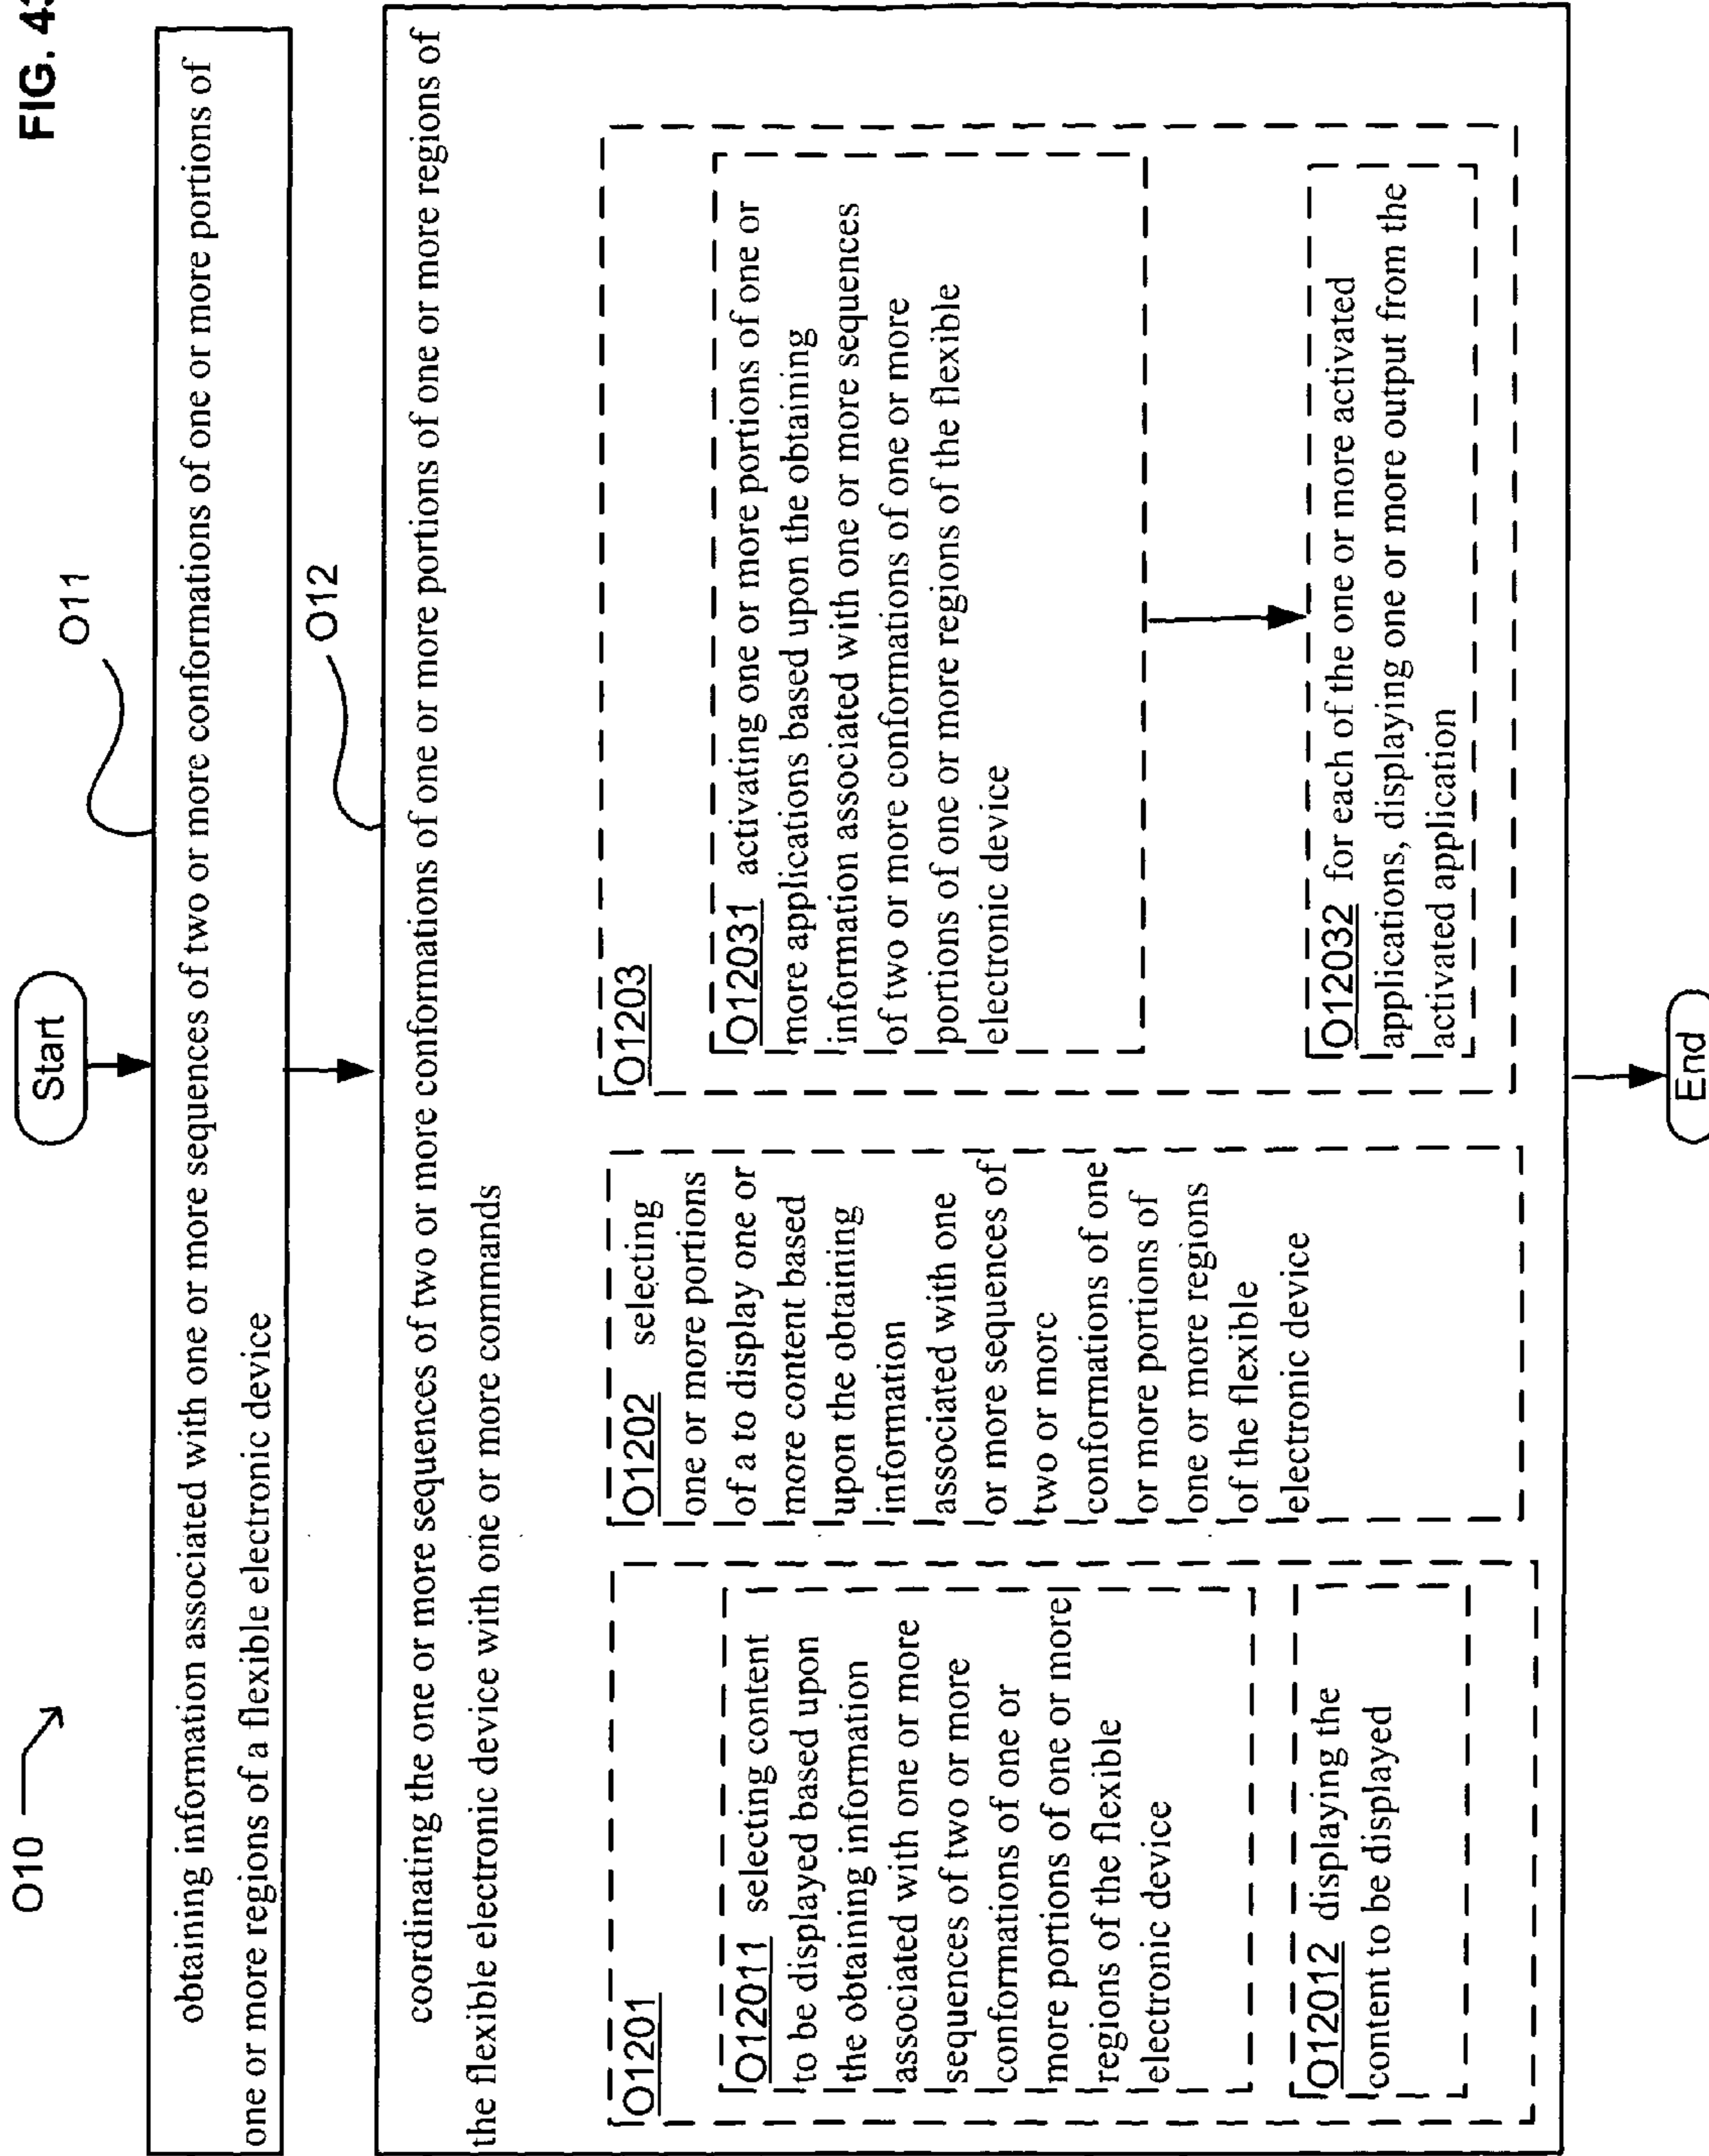 FIG. 43
O10
Start
O11
obtaining information associated with one or more sequences of two or more conformations of one or more portions of
one or more regions of a flexible electronic device
O12
coordinating the one or more sequences of two or more conformations of one or more portions of one or more regions of
the flexible electronic device with one or more commands
O1201
O12011 selecting content
to be displayed based upon
the obtaining information
associated with one or more
sequences of two or more
conformations of one or
more portions of one or more
regions of the flexible
electronic device
O12012 displaying the
content to be displayed
O1202 selecting
one or more portions
of a to display one or
more content based
upon the obtaining
information
associated with one
or more sequences of
two or more
conformations of one
or more portions of
one or more regions
of the flexible
electronic device
O1203
O12031 activating one or more portions of one or
more applications based upon the obtaining
information associated with one or more sequences
of two or more conformations of one or more
portions of one or more regions of the flexible
electronic device
O12032 for each of the one or more activated
applications, displaying one or more output from the
activated application
End